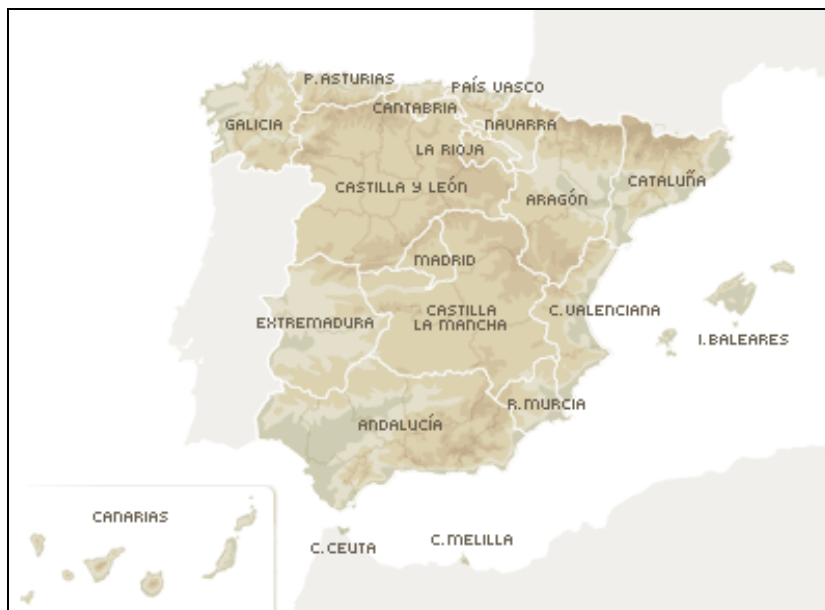 P. ASTURIAS
PAÍS VASCO
CANTABRIA
GALICIA
NAVARRA
LA RIOJA
CASTILLA Y LEÓN
CATALUÑA
ARAGÓN
MADRID
CASTILLA
LA MANCHA
C. VALENCIANA
EXTREMADURA
I. BALEARES
R. MURCIA
ANDALUCÍA
CANARIAS
C. MELILLA
C. CEUTA